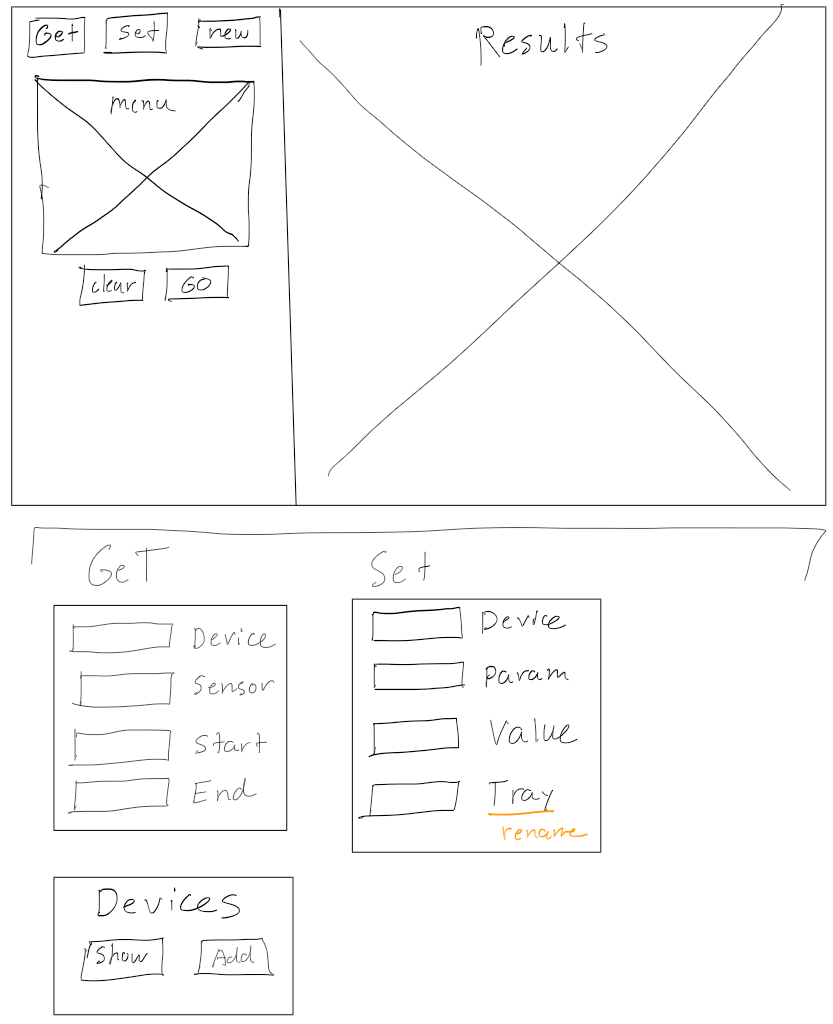 Get set new
Results
menu
clear GO
GeT
Set
Device
Sensor
Start
End
Device
param
Value
Tray
rename
Devices
Show Add